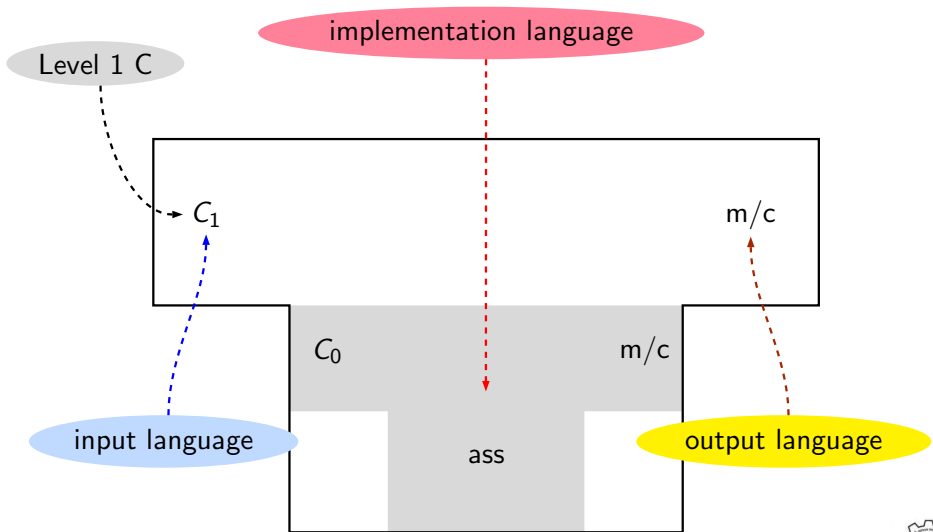 implementation language
Level 1 C
C₁
m/c
C₀
m/c
input language
output language
ass